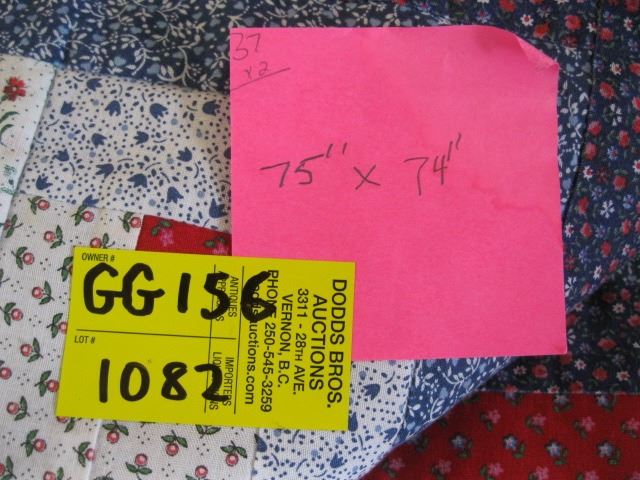 37
x2
75" x 74"
OWNER #
GG156
LOT #
1082
ANTIQUES
IMPORTERS
DODDS BROS.
AUCTIONS
3311 - 28TH AVE.
VERNON, B.C.
PHONE 250-545-3259